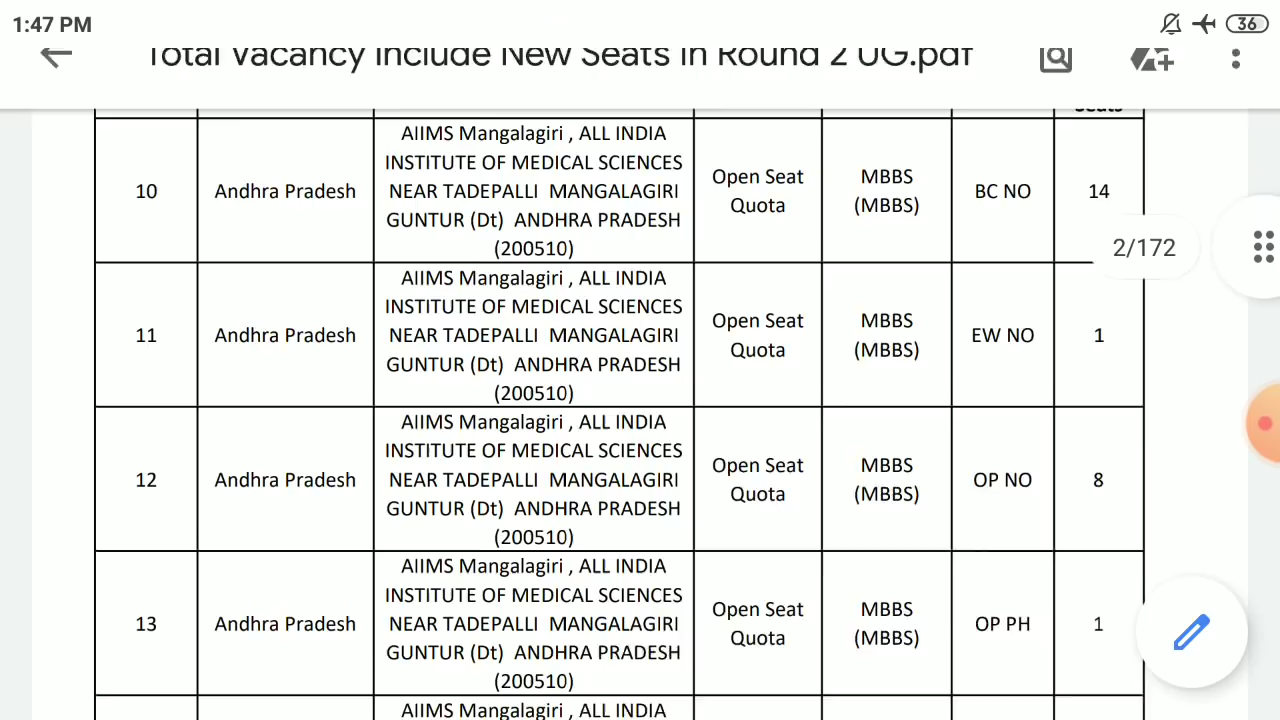 1:47 PM
36
Total Vacancy Include New Seats in Round 2 UG.pdf
Seats
10
Andhra Pradesh
AIIMS Mangalagiri , ALL INDIA
INSTITUTE OF MEDICAL SCIENCES
NEAR TADEPALLI MANGALAGIRI
GUNTUR (Dt) ANDHRA PRADESH
(200510)
Open Seat
Quota
MBBS
(MBBS)
BC NO
14
2/172
11
Andhra Pradesh
AIIMS Mangalagiri , ALL INDIA
INSTITUTE OF MEDICAL SCIENCES
NEAR TADEPALLI MANGALAGIRI
GUNTUR (Dt) ANDHRA PRADESH
(200510)
Open Seat
Quota
MBBS
(MBBS)
EW NO
1
12
Andhra Pradesh
AIIMS Mangalagiri , ALL INDIA
INSTITUTE OF MEDICAL SCIENCES
NEAR TADEPALLI MANGALAGIRI
GUNTUR (Dt) ANDHRA PRADESH
(200510)
Open Seat
Quota
MBBS
(MBBS)
OP NO
8
13
Andhra Pradesh
AIIMS Mangalagiri , ALL INDIA
INSTITUTE OF MEDICAL SCIENCES
NEAR TADEPALLI MANGALAGIRI
GUNTUR (Dt) ANDHRA PRADESH
(200510)
Open Seat
Quota
MBBS
(MBBS)
OP PH
1
AIIMS Mangalagiri , ALL INDIA